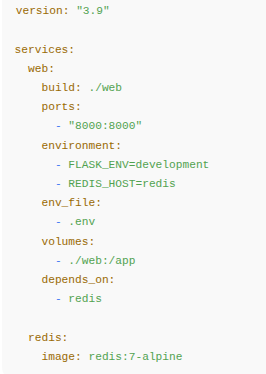 version: "3.9"

services:
  web:
    build: ./web
    ports:
      - "8000:8000"
    environment:
      - FLASK_ENV=development
      - REDIS_HOST=redis
    env_file:
      - .env
    volumes:
      - ./web:/app
    depends_on:
      - redis

  redis:
    image: redis:7-alpine